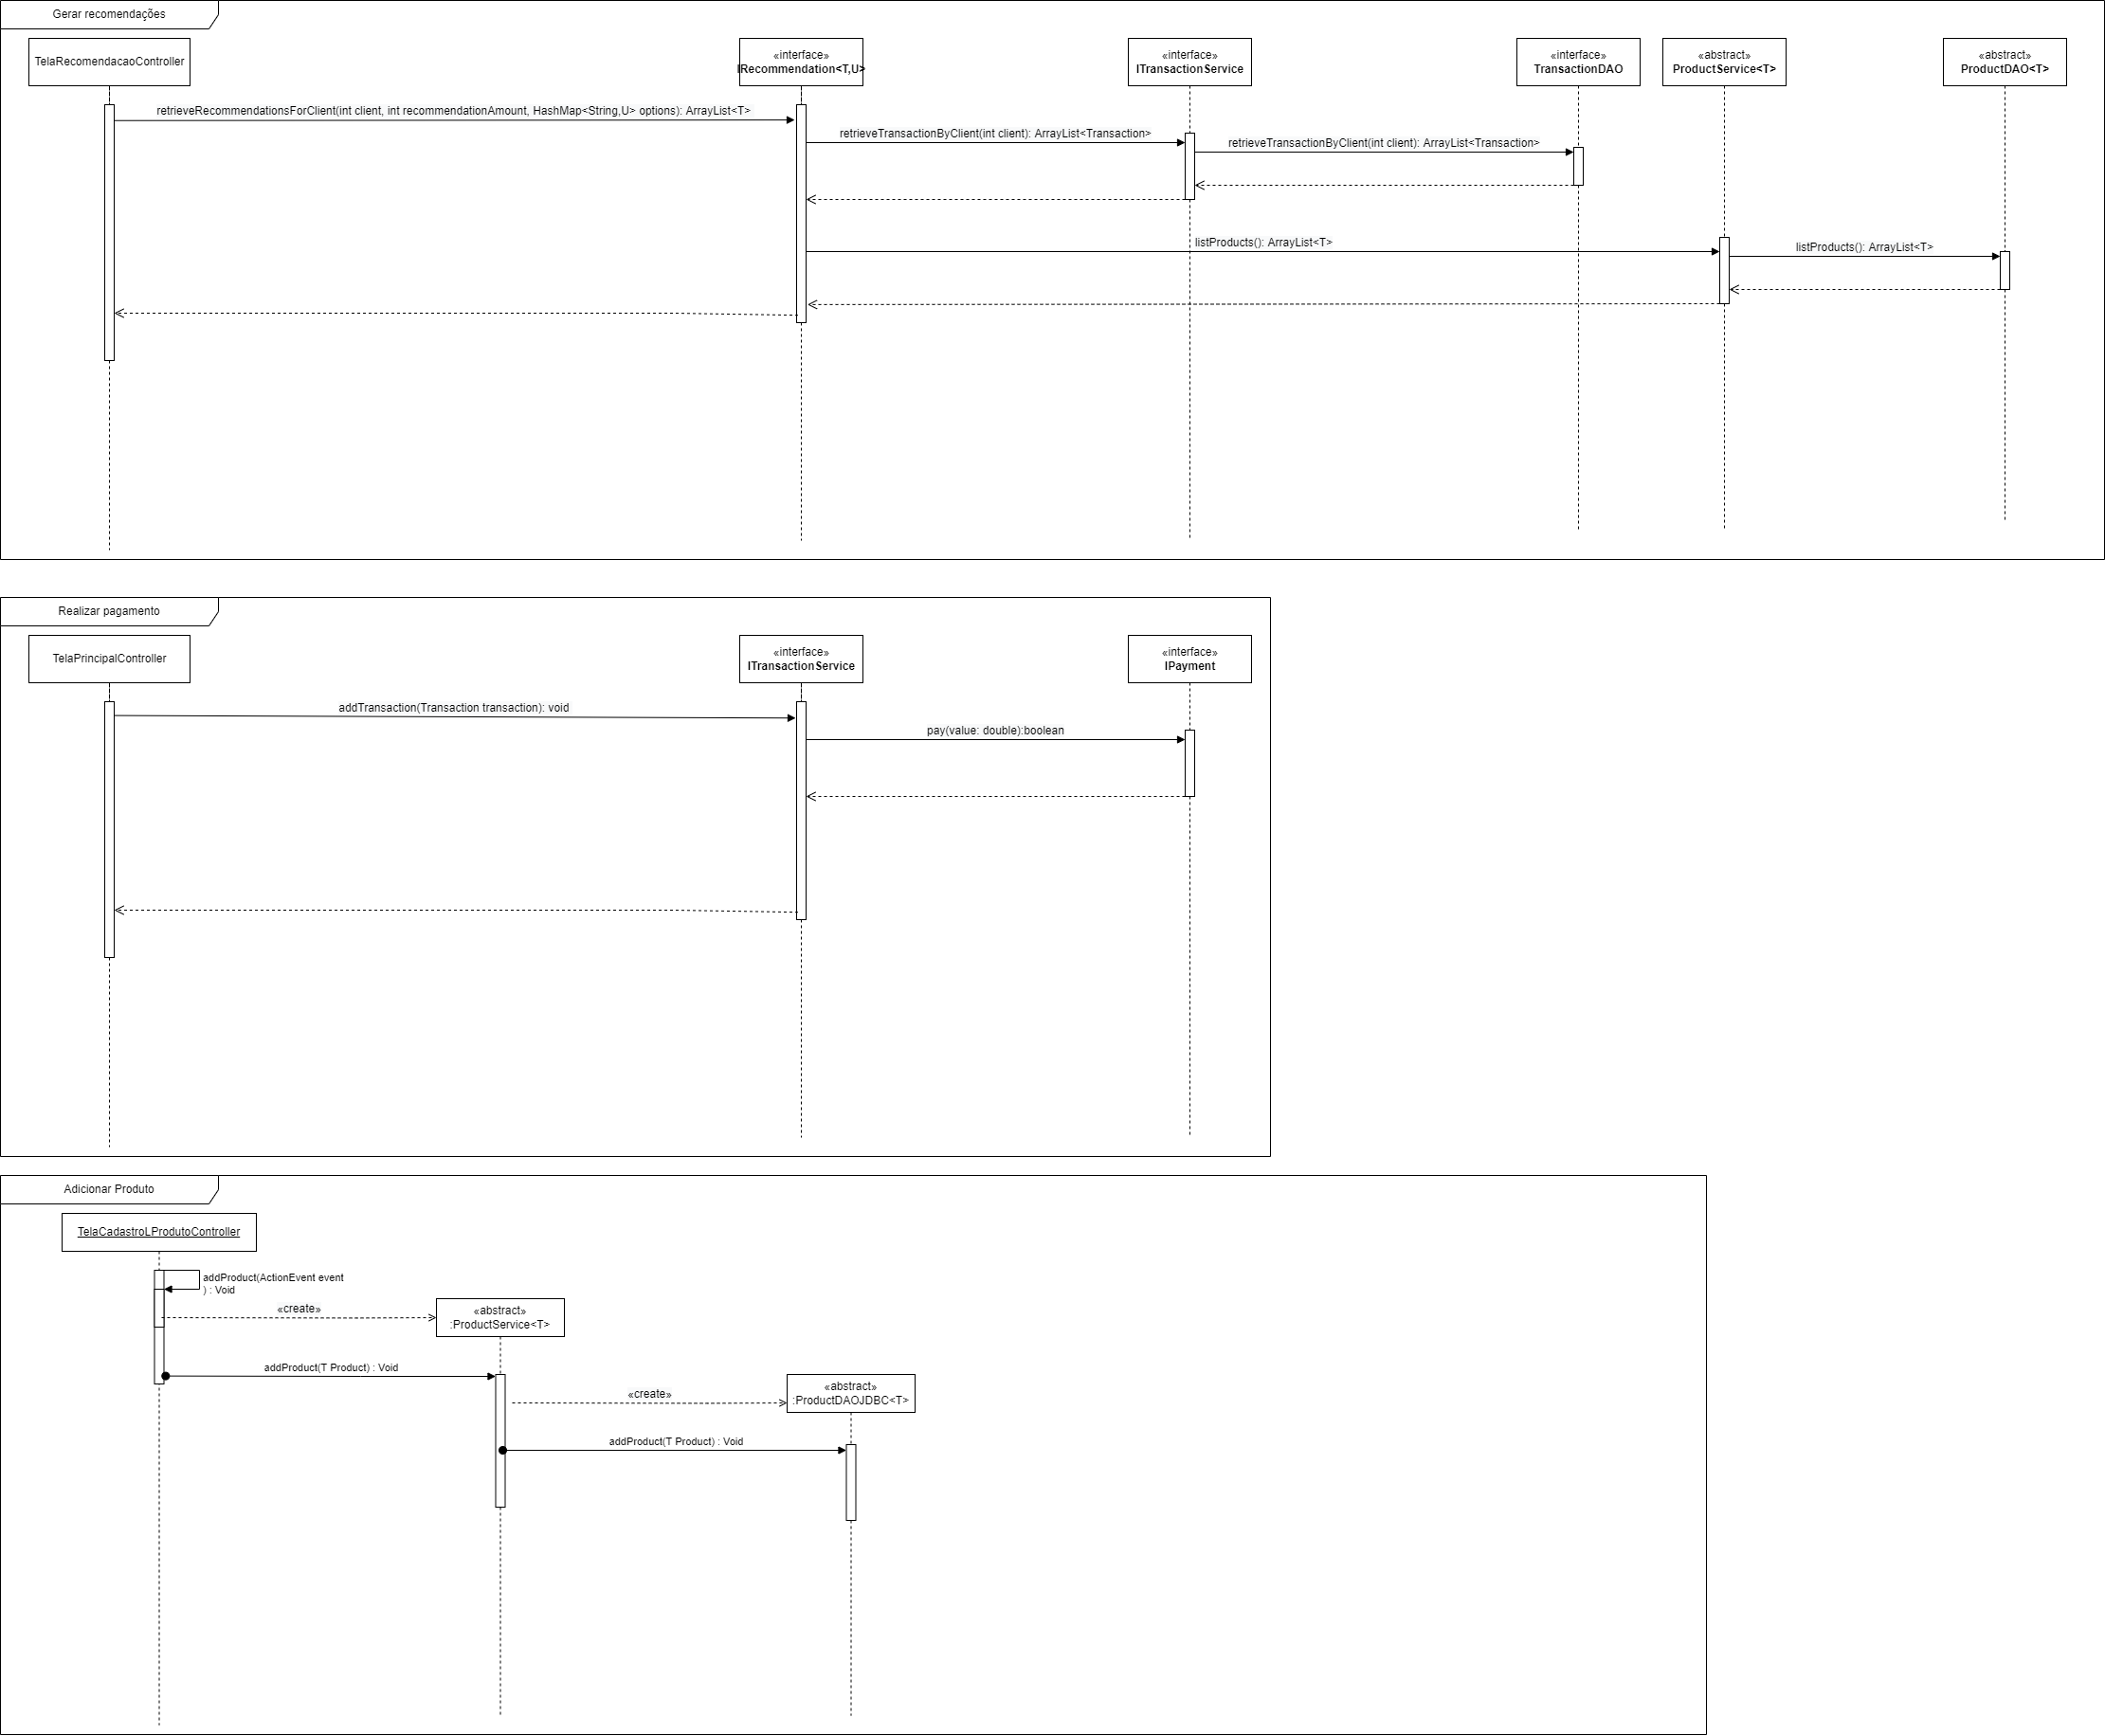 Gerar recomendações
TelaRecomendacaoController
«interface»
IRecommendation<T,U>
«interface»
ITransactionService
«interface»
TransactionDAO
«abstract»
ProductService<T>
«abstract»
ProductDAO<T>
retrieveRecommendationsForClient(int client, int recommendationAmount, HashMap<String,U> options): ArrayList<T>
retrieveTransactionByClient(int client): ArrayList<Transaction>
retrieveTransactionByClient(int client): ArrayList<Transaction>
listProducts(): ArrayList<T>
listProducts(): ArrayList<T>
Realizar pagamento
TelaPrincipalController
«interface»
ITransactionService
«interface»
IPayment
addTransaction(Transaction transaction): void
pay(value: double):boolean
Adicionar Produto
TelaCadastroLProdutoController
addProduct(ActionEvent event
) : Void
«create»
«abstract»
:ProductService<T>
addProduct(T Product) : Void
«create»
«abstract»
:ProductDAOJDBC<T>
addProduct(T Product) : Void